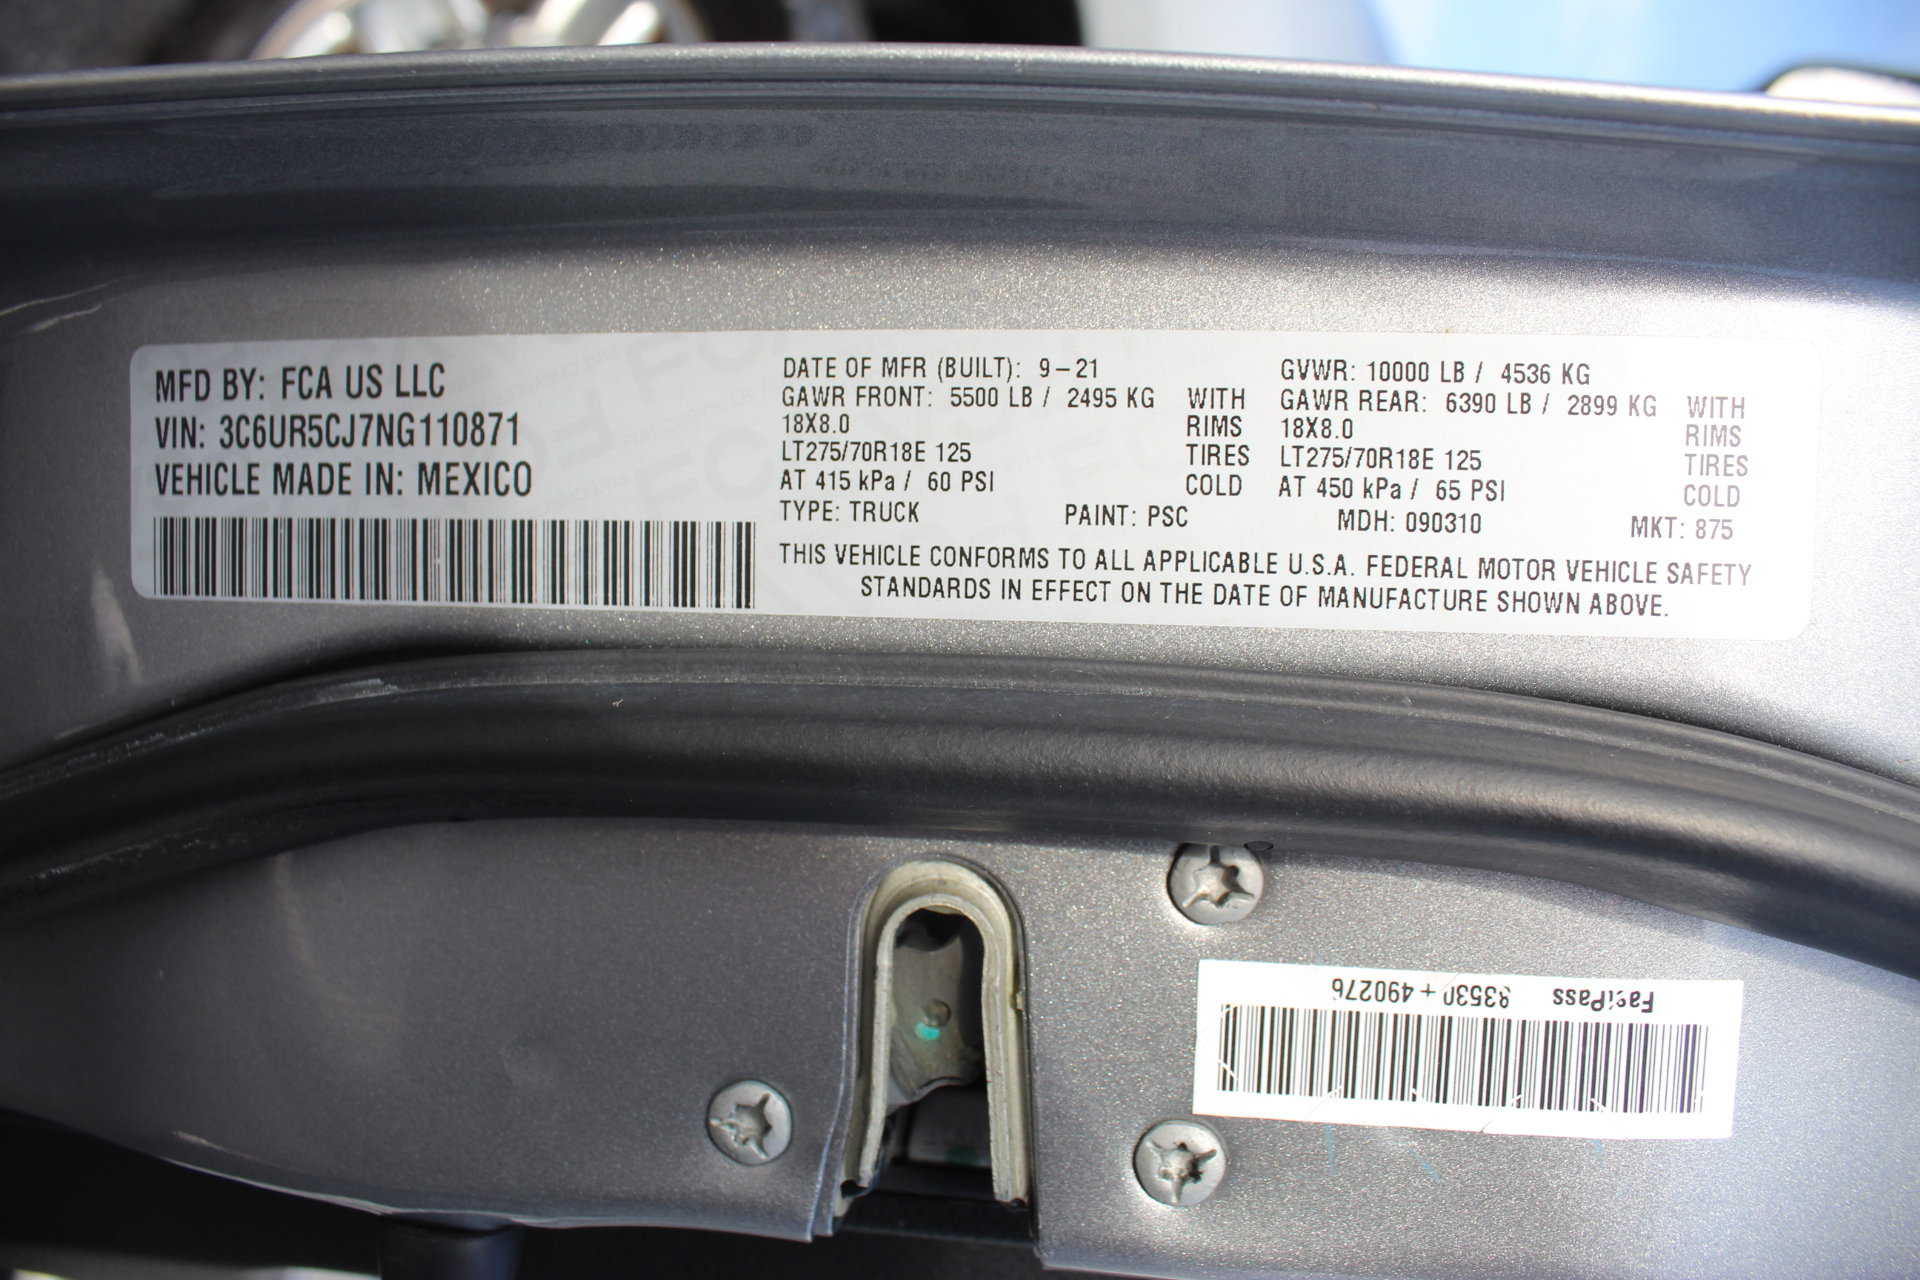 MFD BY: FCA US LLC
VIN: 3C6UR5CJ7NG110871
VEHICLE MADE IN: MEXICO
DATE OF MFR (BUILT): 9-21 GVWR: 10000 LB / 4536 KG
GAWR FRONT: 5500 LB / 2495 KG WITH GAWR REAR: 6390 LB / 2899 KG WITH
18X8.0 RIMS 18X8.0 RIMS
LT275/70R18E 125 TIRES LT275/70R18E 125 TIRES
AT 415 kPa / 60 PSI COLD AT 450 kPa / 65 PSI COLD
TYPE: TRUCK PAINT: PSC MDH: 090310 MKT: 875
THIS VEHICLE CONFORMS TO ALL APPLICABLE U.S.A. FEDERAL MOTOR VEHICLE SAFETY
STANDARDS IN EFFECT ON THE DATE OF MANUFACTURE SHOWN ABOVE.
FastPass 83530 + 490276